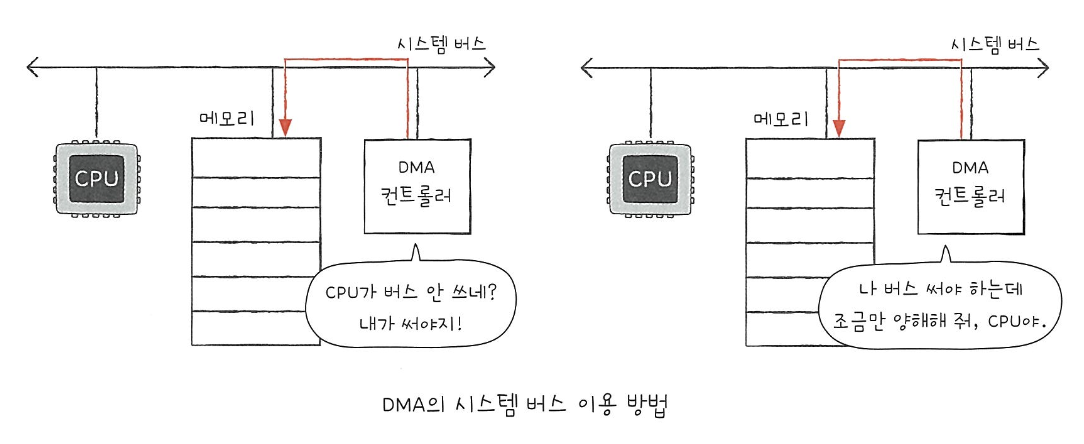 시스템 버스
메모리
CPU
DMA
컨트롤러
CPU가 버스 안 쓰네?
내가 써야지!
시스템 버스
메모리
CPU
DMA
컨트롤러
나 버스 써야 하는데
조금만 양해해 줘, CPU야.
DMA의 시스템 버스 이용 방법